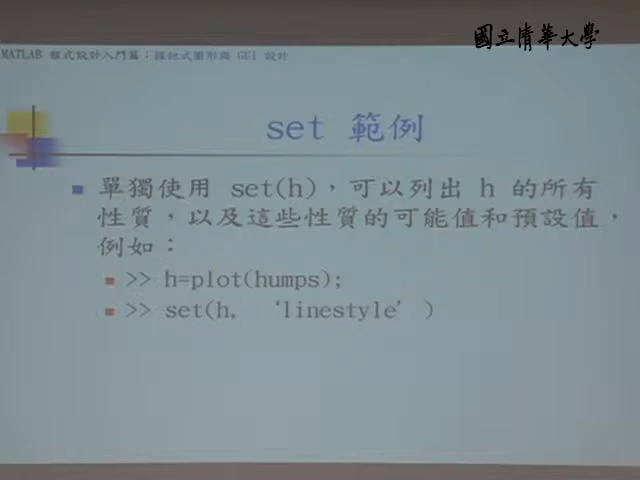 國立清華大學
MATLAB 程式設計入門篇：握把式圖形與 GUI 設計
set 範例
單獨使用 set(h)，可以列出 h 的所有
性質，以及這些性質的可能值和預設值，
例如：
>> h=plot(humps);
>> set(h, ‘linestyle’)